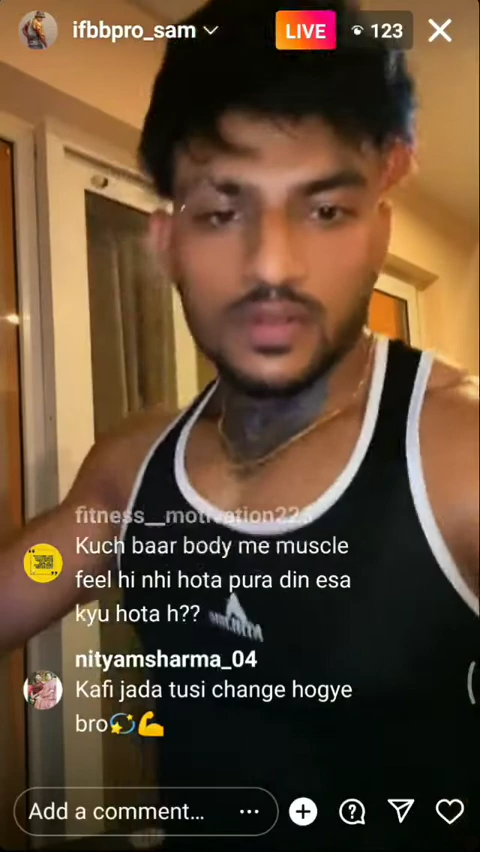 ifbbpro_sam
LIVE
123
fitness__motivation225
Kuch baar body me muscle
feel hi nhi hota pura din esa
kyu hota h??
nityamsharma_04
Kafi jada tusi change hogye
bro💫💪
Add a comment...